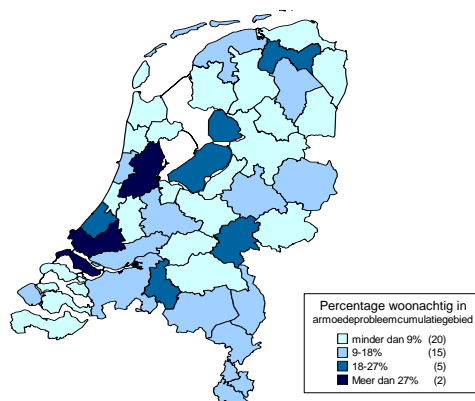 Percentage woonachtig in
armoedeprobleemcumulatiegebied
minder dan 9% (20)
9-18% (15)
18-27% (5)
Meer dan 27% (2)